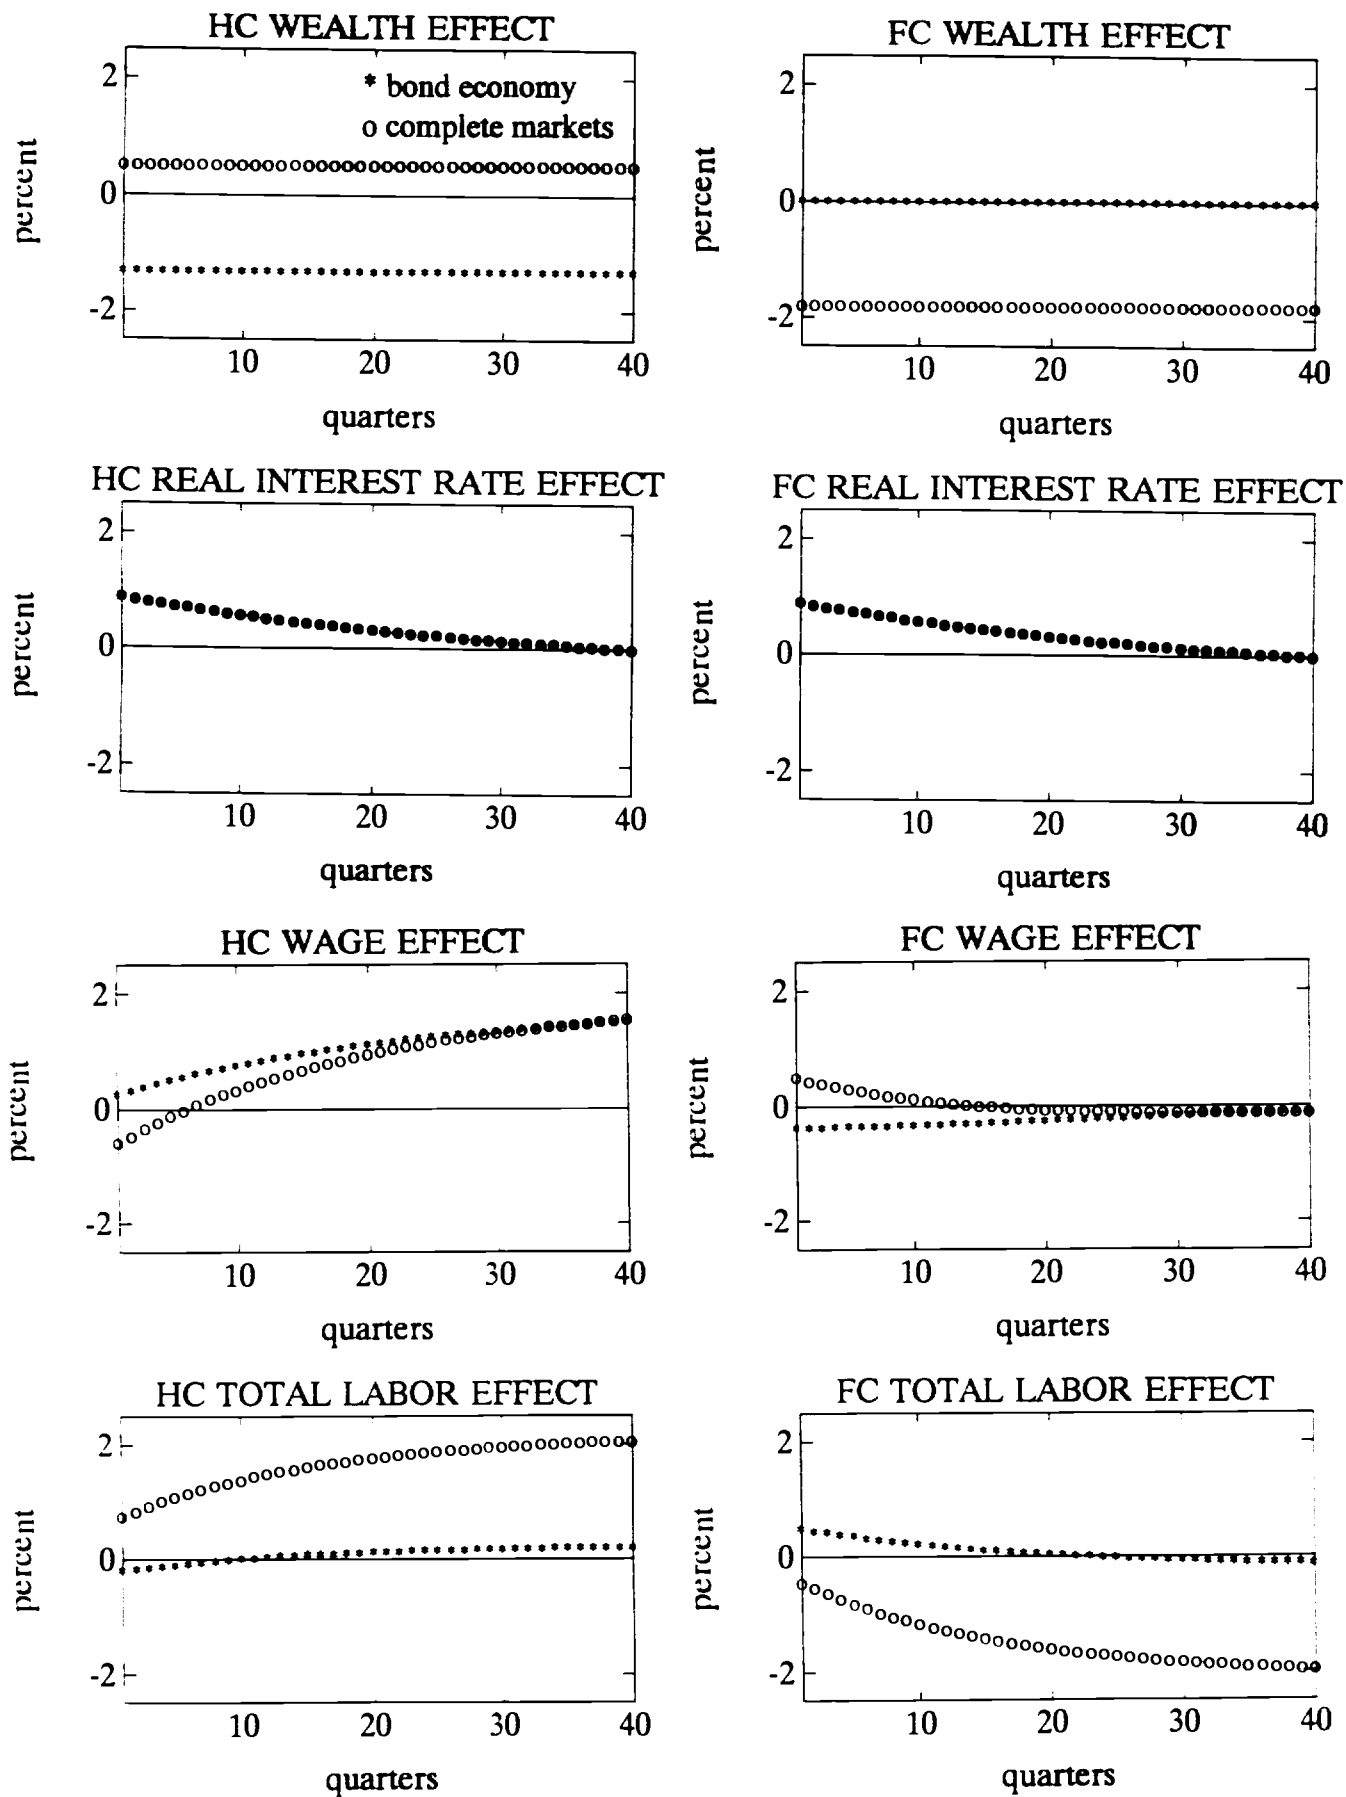 HC WEALTH EFFECT
2
* bond economy
o complete markets
0
-2
percent
10 20 30 40
quarters
FC WEALTH EFFECT
2
0
-2
percent
10 20 30 40
quarters
HC REAL INTEREST RATE EFFECT
2
0
-2
percent
10 20 30 40
quarters
FC REAL INTEREST RATE EFFECT
2
0
-2
percent
10 20 30 40
quarters
HC WAGE EFFECT
2
0
-2
percent
10 20 30 40
quarters
FC WAGE EFFECT
2
0
-2
percent
10 20 30 40
quarters
HC TOTAL LABOR EFFECT
2
0
-2
percent
10 20 30 40
quarters
FC TOTAL LABOR EFFECT
2
0
-2
percent
10 20 30 40
quarters